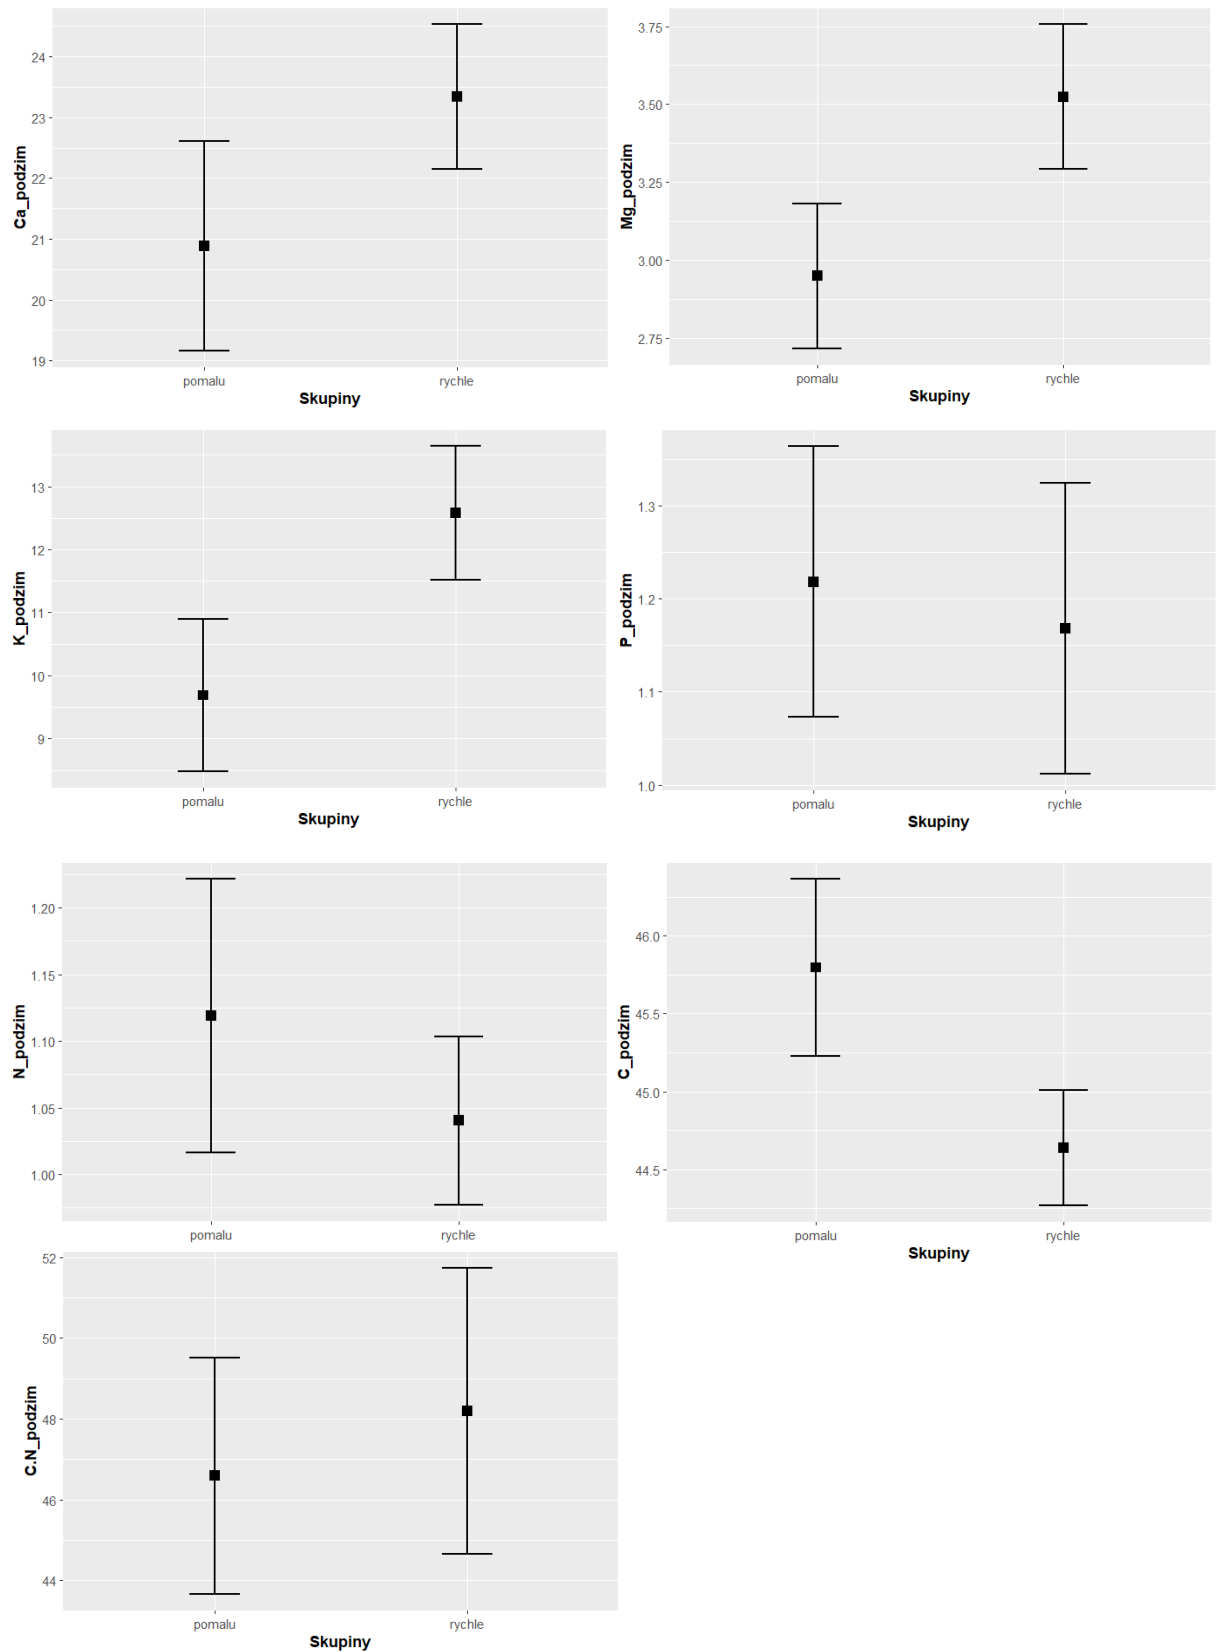 Ca_podzim
24
23
22
21
20
19
pomalu rychle
Skupiny
Mg_podzim
3.75
3.50
3.25
3.00
2.75
pomalu rychle
Skupiny
K_podzim
13
12
11
10
9
pomalu rychle
Skupiny
P_podzim
1.3
1.2
1.1
1.0
pomalu rychle
Skupiny
N_podzim
1.20
1.15
1.10
1.05
1.00
pomalu rychle
C_podzim
46.0
45.5
45.0
44.5
pomalu rychle
Skupiny
C.N_podzim
52
50
48
46
44
pomalu rychle
Skupiny